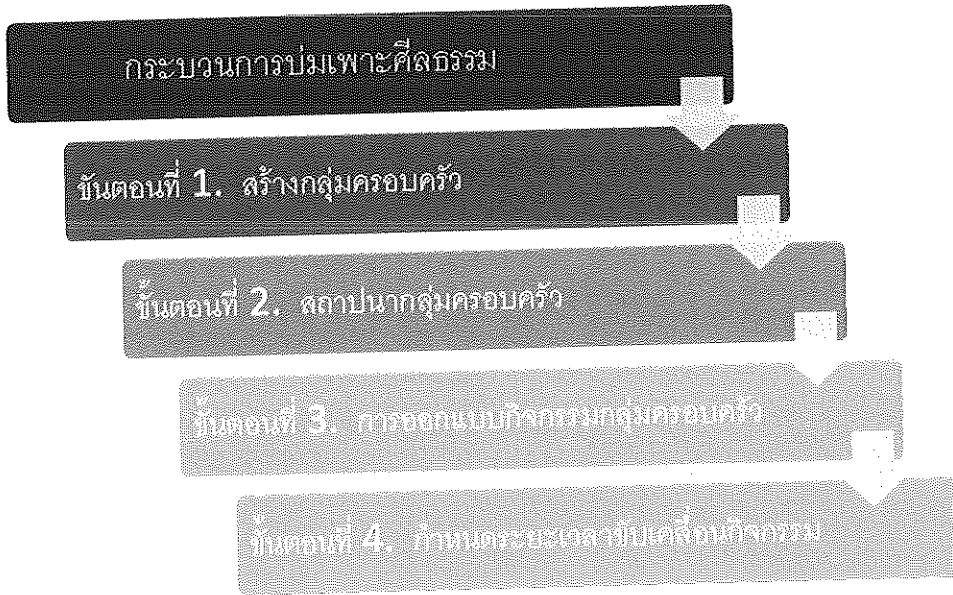 กระบวนการบ่มเพาะศีลธรรม
ขั้นตอนที่ 1. สร้างกลุ่มครอบครัว
ขั้นตอนที่ 2. สถาปนากลุ่มครอบครัว
ขั้นตอนที่ 3. การออกแบบกิจกรรมกลุ่มครอบครัว
ขั้นตอนที่ 4. กำหนดระยะเวลาขับเคลื่อนกิจกรรม